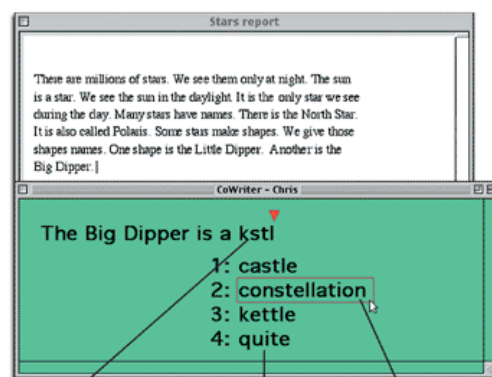 Stars report
There are millions of stars. We see them only at night. The sun
is a star. We see the sun in the daylight. It is the only star we see
during the day. Many stars have names. There is the North Star.
It is also called Polaris. Some stars make shapes. We give those
shapes names. One shape is the Little Dipper. Another is the
Big Dipper.
CoWriter - Chris
The Big Dipper is a kstl
1: castle
2: constellation
3: kettle
4: quite